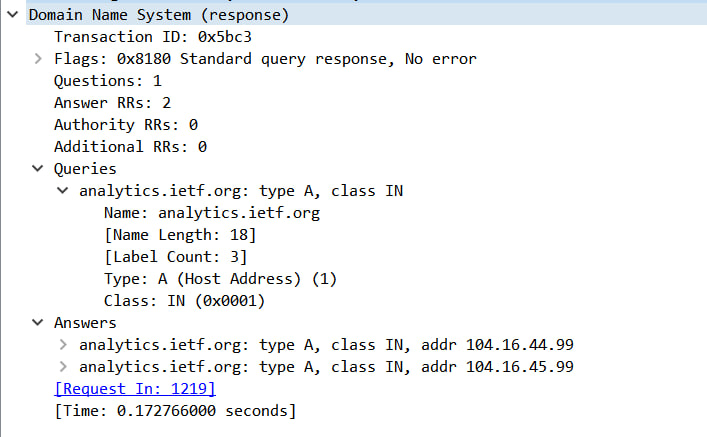 Domain Name System (response)
Transaction ID: 0x5bc3
Flags: 0x8180 Standard query response, No error
Questions: 1
Answer RRs: 2
Authority RRs: 0
Additional RRs: 0
Queries
analytics.ietf.org: type A, class IN
Name: analytics.ietf.org
[Name Length: 18]
[Label Count: 3]
Type: A (Host Address) (1)
Class: IN (0x0001)
Answers
analytics.ietf.org: type A, class IN, addr 104.16.44.99
analytics.ietf.org: type A, class IN, addr 104.16.45.99
[Request In: 1219]
[Time: 0.172766000 seconds]